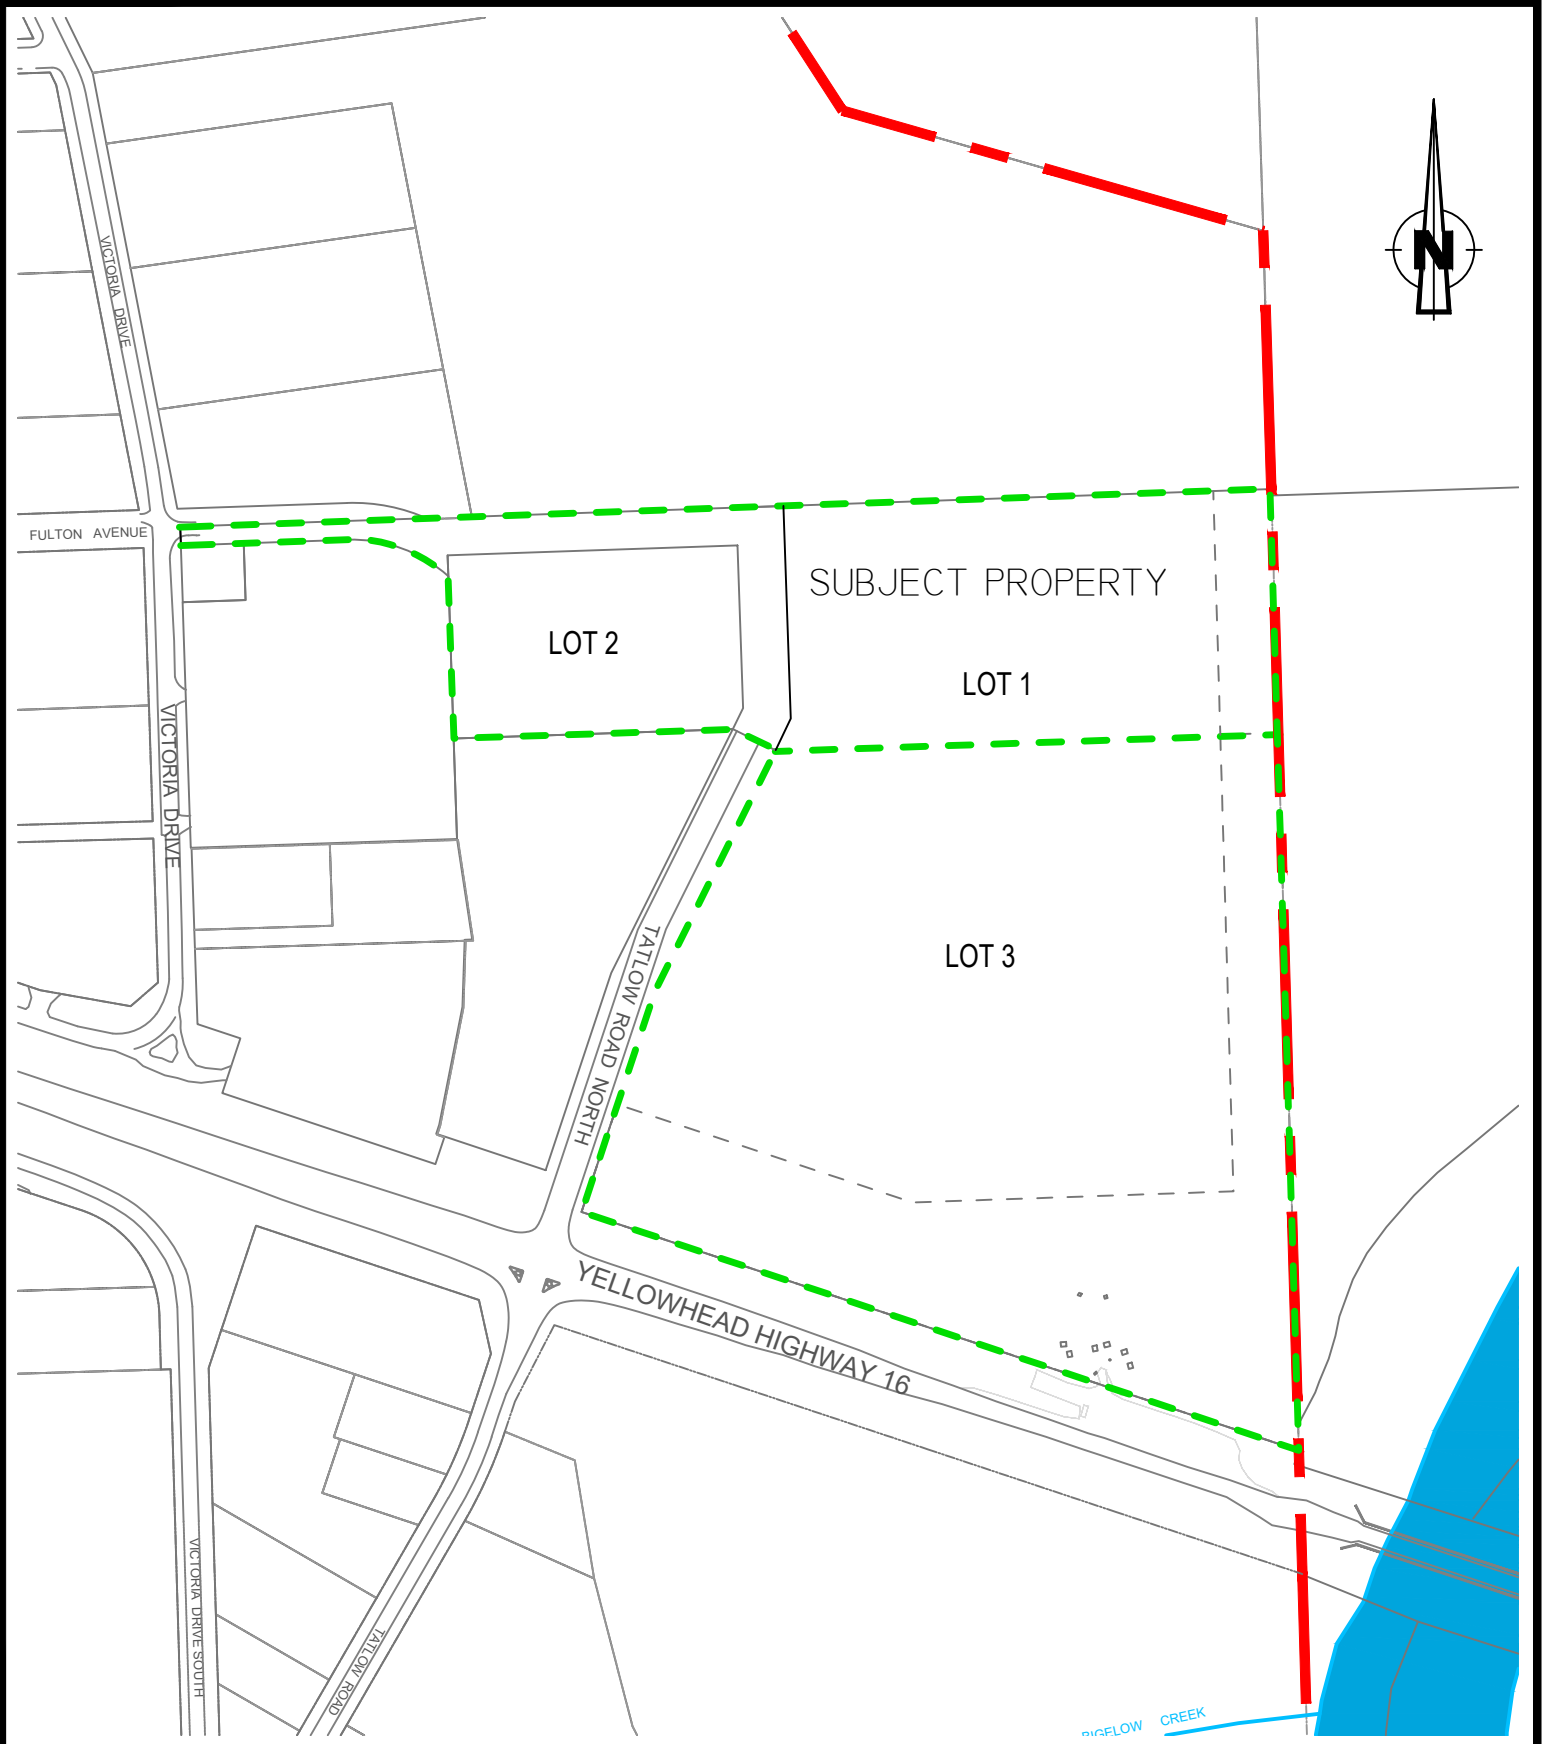 VICTORIA DRIVE
N
FULTON AVENUE
SUBJECT PROPERTY
LOT 2
LOT 1
VICTORIA DRIVE
LOT 3
TATLOW ROAD NORTH
YELLOWHEAD HIGHWAY 16
VICTORIA DRIVE SOUTH
TATLOW ROAD
BIGELOW CREEK